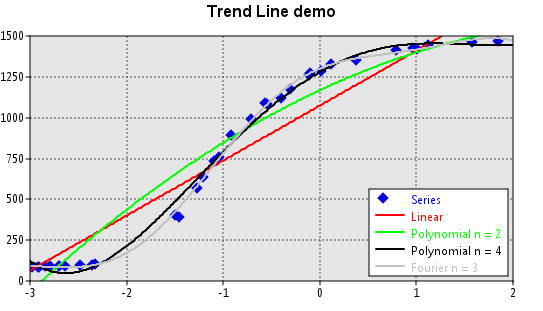 Trend Line demo
1500
1250
1000
750
500
250
0
Series
Linear
Polynomial n = 2
Polynomial n = 4
Fourier n = 3
-3
-2
-1
0
1
2